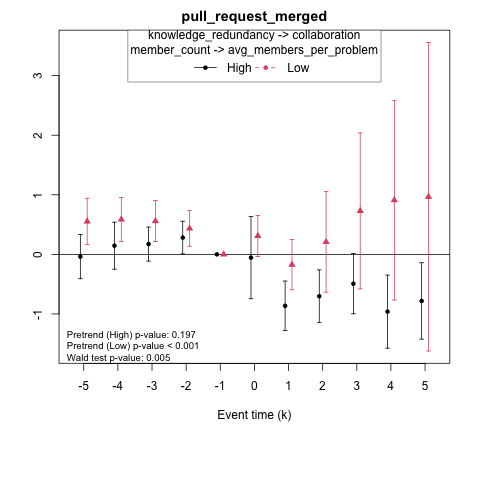 pull_request_merged
knowledge_redundancy -> collaboration
member_count -> avg_members_per_problem
High Low
3
2
1
0
-1
Pretrend (High) p-value: 0.197
Pretrend (Low) p-value < 0.001
Wald test p-value: 0.005
-5 -4 -3 -2 -1 0 1 2 3 4 5
Event time (k)